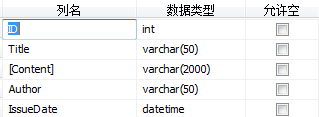 列名 数据类型 允许空
ID int
Title varchar(50)
[Content] varchar(2000)
Author varchar(50)
IssueDate datetime